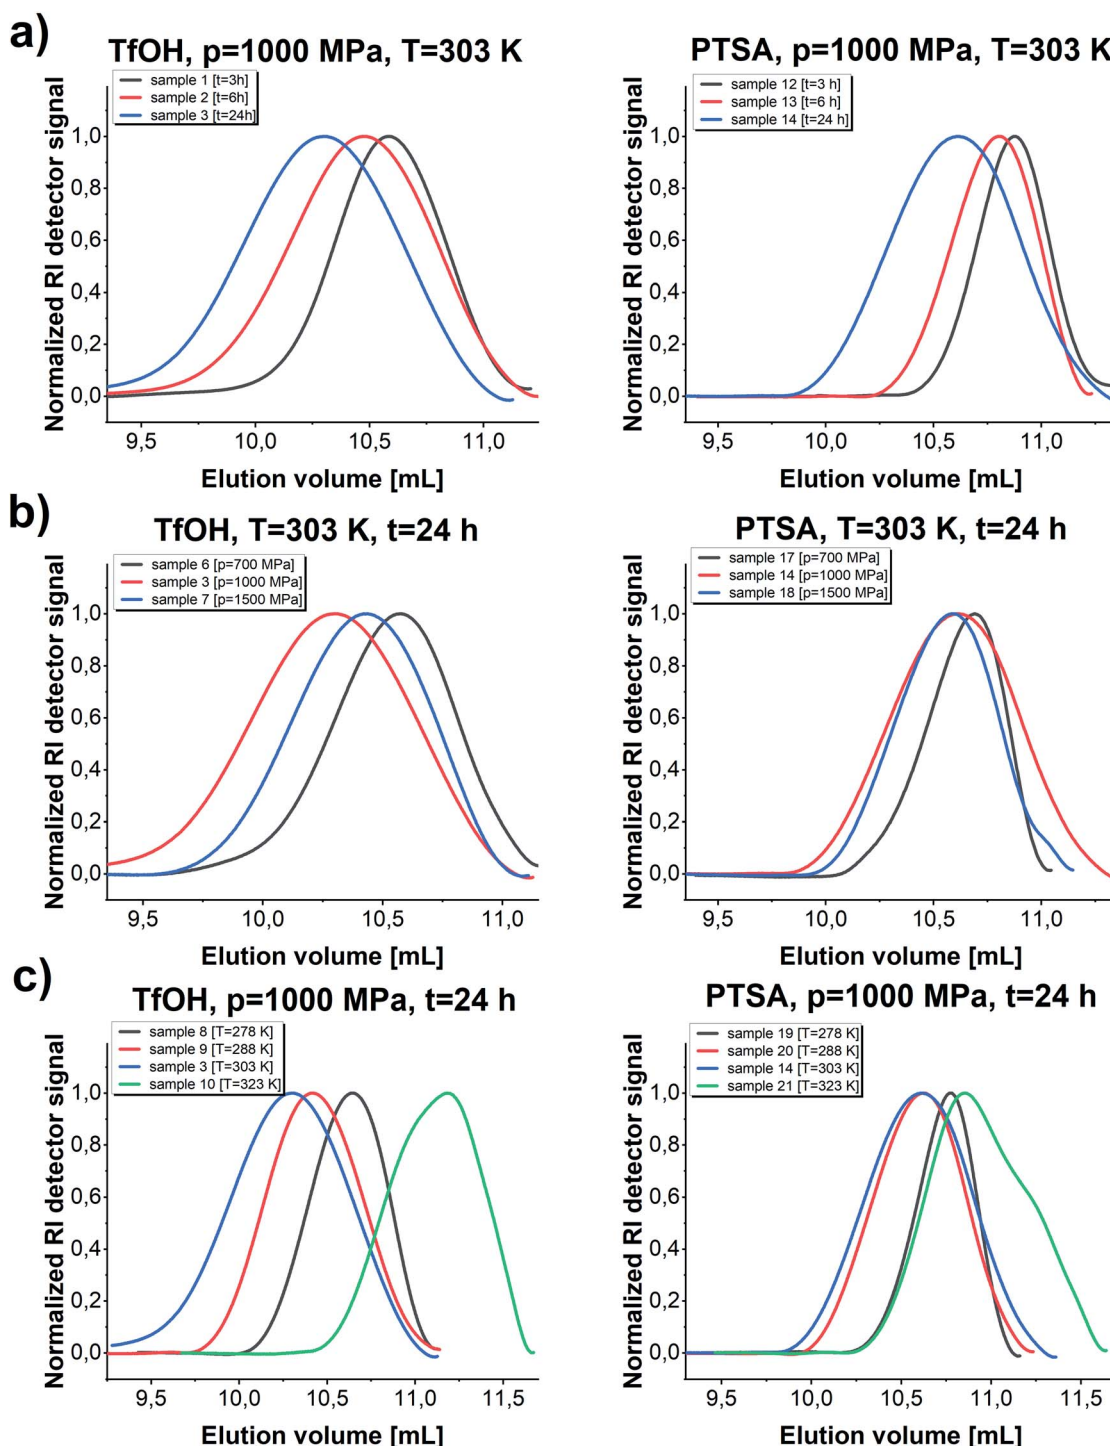 a)
TfOH, p=1000 MPa, T=303 K
sample 1 [t=3h]
sample 2 [t=6h]
sample 3 [t=24h]
Normalized RI detector signal
1,0
0,8
0,6
0,4
0,2
0,0
9,5 10,0 10,5 11,0
Elution volume [mL]
PTSA, p=1000 MPa, T=303 K
sample 12 [t=3 h]
sample 13 [t=6 h]
sample 14 [t=24 h]
Normalized RI detector signal
1,0
0,8
0,6
0,4
0,2
0,0
9,5 10,0 10,5 11,0
Elution volume [mL]
b)
TfOH, T=303 K, t=24 h
sample 6 [p=700 MPa]
sample 3 [p=1000 MPa]
sample 7 [p=1500 MPa]
Normalized RI detector signal
1,0
0,8
0,6
0,4
0,2
0,0
9,5 10,0 10,5 11,0
Elution volume [mL]
PTSA, T=303 K, t=24 h
sample 17 [p=700 MPa]
sample 14 [p=1000 MPa]
sample 18 [p=1500 MPa]
Normalized RI detector signal
1,0
0,8
0,6
0,4
0,2
0,0
9,5 10,0 10,5 11,0
Elution volume [mL]
c)
TfOH, p=1000 MPa, t=24 h
sample 8 [T=278 K]
sample 9 [T=288 K]
sample 3 [T=303 K]
sample 10 [T=323 K]
Normalized RI detector signal
1,0
0,8
0,6
0,4
0,2
0,0
9,5 10,0 10,5 11,0 11,5
Elution volume [mL]
PTSA, p=1000 MPa, t=24 h
sample 19 [T=278 K]
sample 20 [T=288 K]
sample 14 [T=303 K]
sample 21 [T=323 K]
Normalized RI detector signal
1,0
0,8
0,6
0,4
0,2
0,0
9,5 10,0 10,5 11,0 11,5
Elution volume [mL]